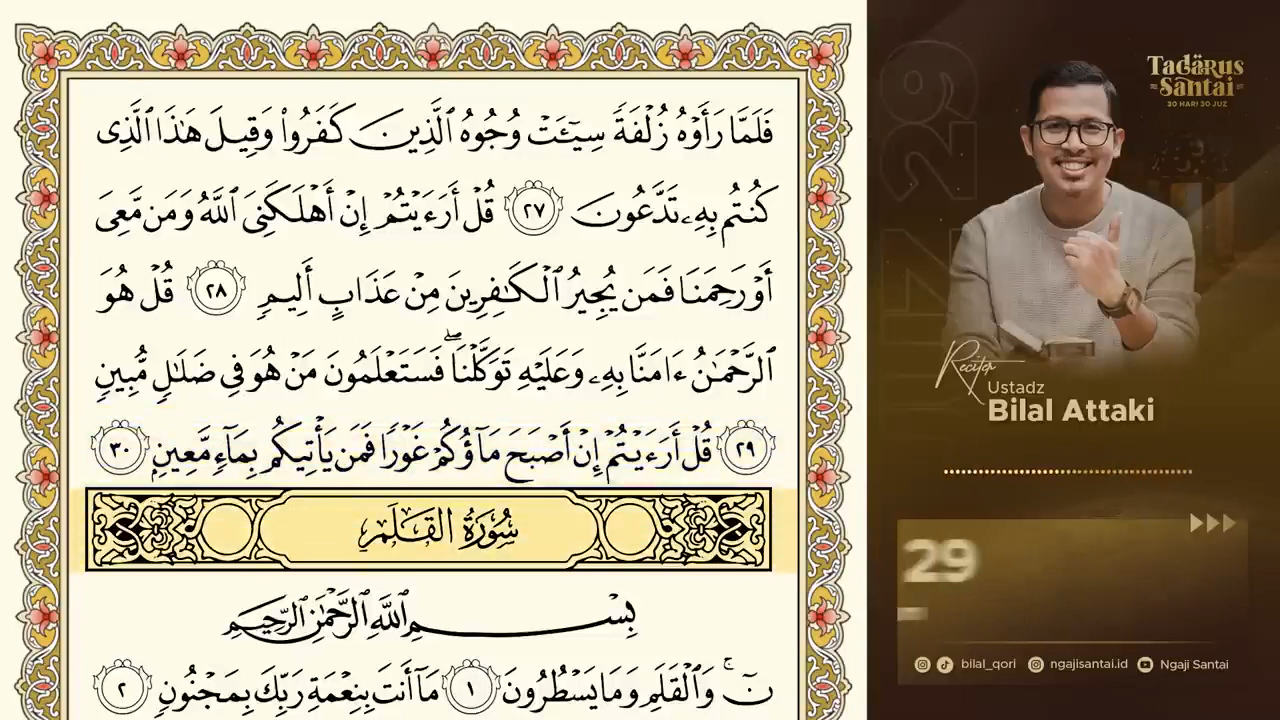 فَلَمَّا رَأَوْهُ زُلْفَةً سِيٓـَٔتْ وُجُوهُ ٱلَّذِينَ كَفَرُوا۟ وَقِيلَ هَٰذَا ٱلَّذِى
كُنتُم بِهِۦ تَدَّعُونَ ٢٧ قُلْ أَرَءَيْتُمْ إِنْ أَهْلَكَنِىَ ٱللَّهُ وَمَن مَّعِىَ
أَوْ رَحِمَنَا فَمَن يُجِيرُ ٱلْكَٰفِرِينَ مِنْ عَذَابٍ أَلِيمٍ ٢٨ قُلْ هُوَ
ٱلرَّحْمَٰنُ ءَامَنَّا بِهِۦ وَعَلَيْهِ تَوَكَّلْنَا ۖ فَسَتَعْلَمُونَ مَنْ هُوَ فِى ضَلَٰلٍ مُّبِينٍ
٢٩ قُلْ أَرَءَيْتُمْ إِنْ أَصْبَحَ مَآؤُكُمْ غَوْرًا فَمَن يَأْتِيكُم بِمَآءٍ مَّعِينٍۭ ٣٠
سُورَةُ القَلَمِ
بِسْمِ ٱللَّهِ ٱلرَّحْمَٰنِ ٱلرَّحِيمِ
نٓ ۚ وَٱلْقَلَمِ وَمَا يَسْطُرُونَ ١ مَآ أَنتَ بِنِعْمَةِ رَبِّكَ بِمَجْنُونٍ ٢
Tadarus
Santai
30 HARI 30 JUZ
JUZ 29
Reciter
Ustadz
Bilal Attaki
29
bilal_qori ngajisantai.id Ngaji Santai